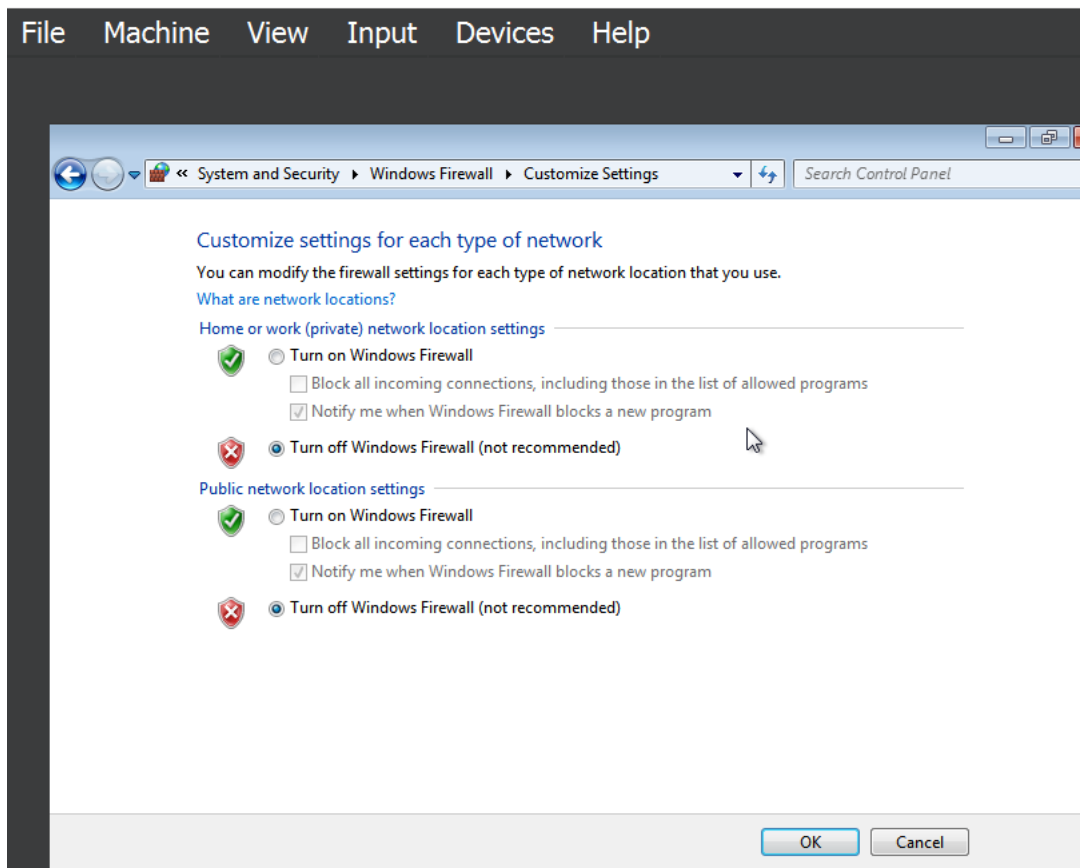 File Machine View Input Devices Help
« System and Security ▸ Windows Firewall ▸ Customize Settings Search Control Panel
Customize settings for each type of network
You can modify the firewall settings for each type of network location that you use.
What are network locations?
Home or work (private) network location settings
Turn on Windows Firewall
Block all incoming connections, including those in the list of allowed programs
Notify me when Windows Firewall blocks a new program
Turn off Windows Firewall (not recommended)
Public network location settings
Turn on Windows Firewall
Block all incoming connections, including those in the list of allowed programs
Notify me when Windows Firewall blocks a new program
Turn off Windows Firewall (not recommended)
OK Cancel